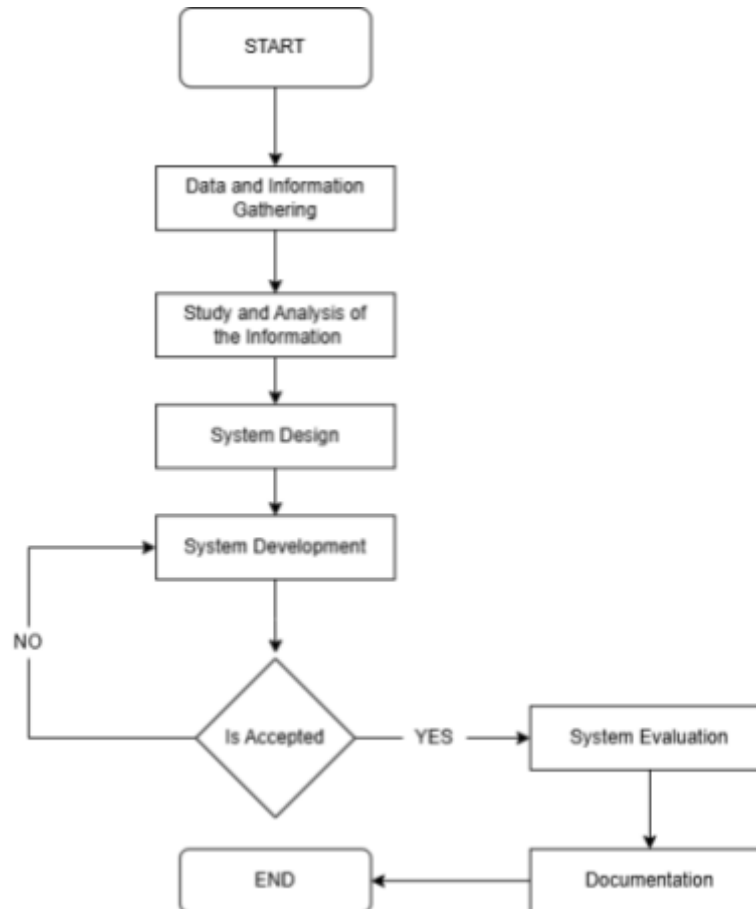 START
Data and Information
Gathering
Study and Analysis of
the Information
System Design
System Development
NO
Is Accepted
YES
System Evaluation
END
Documentation